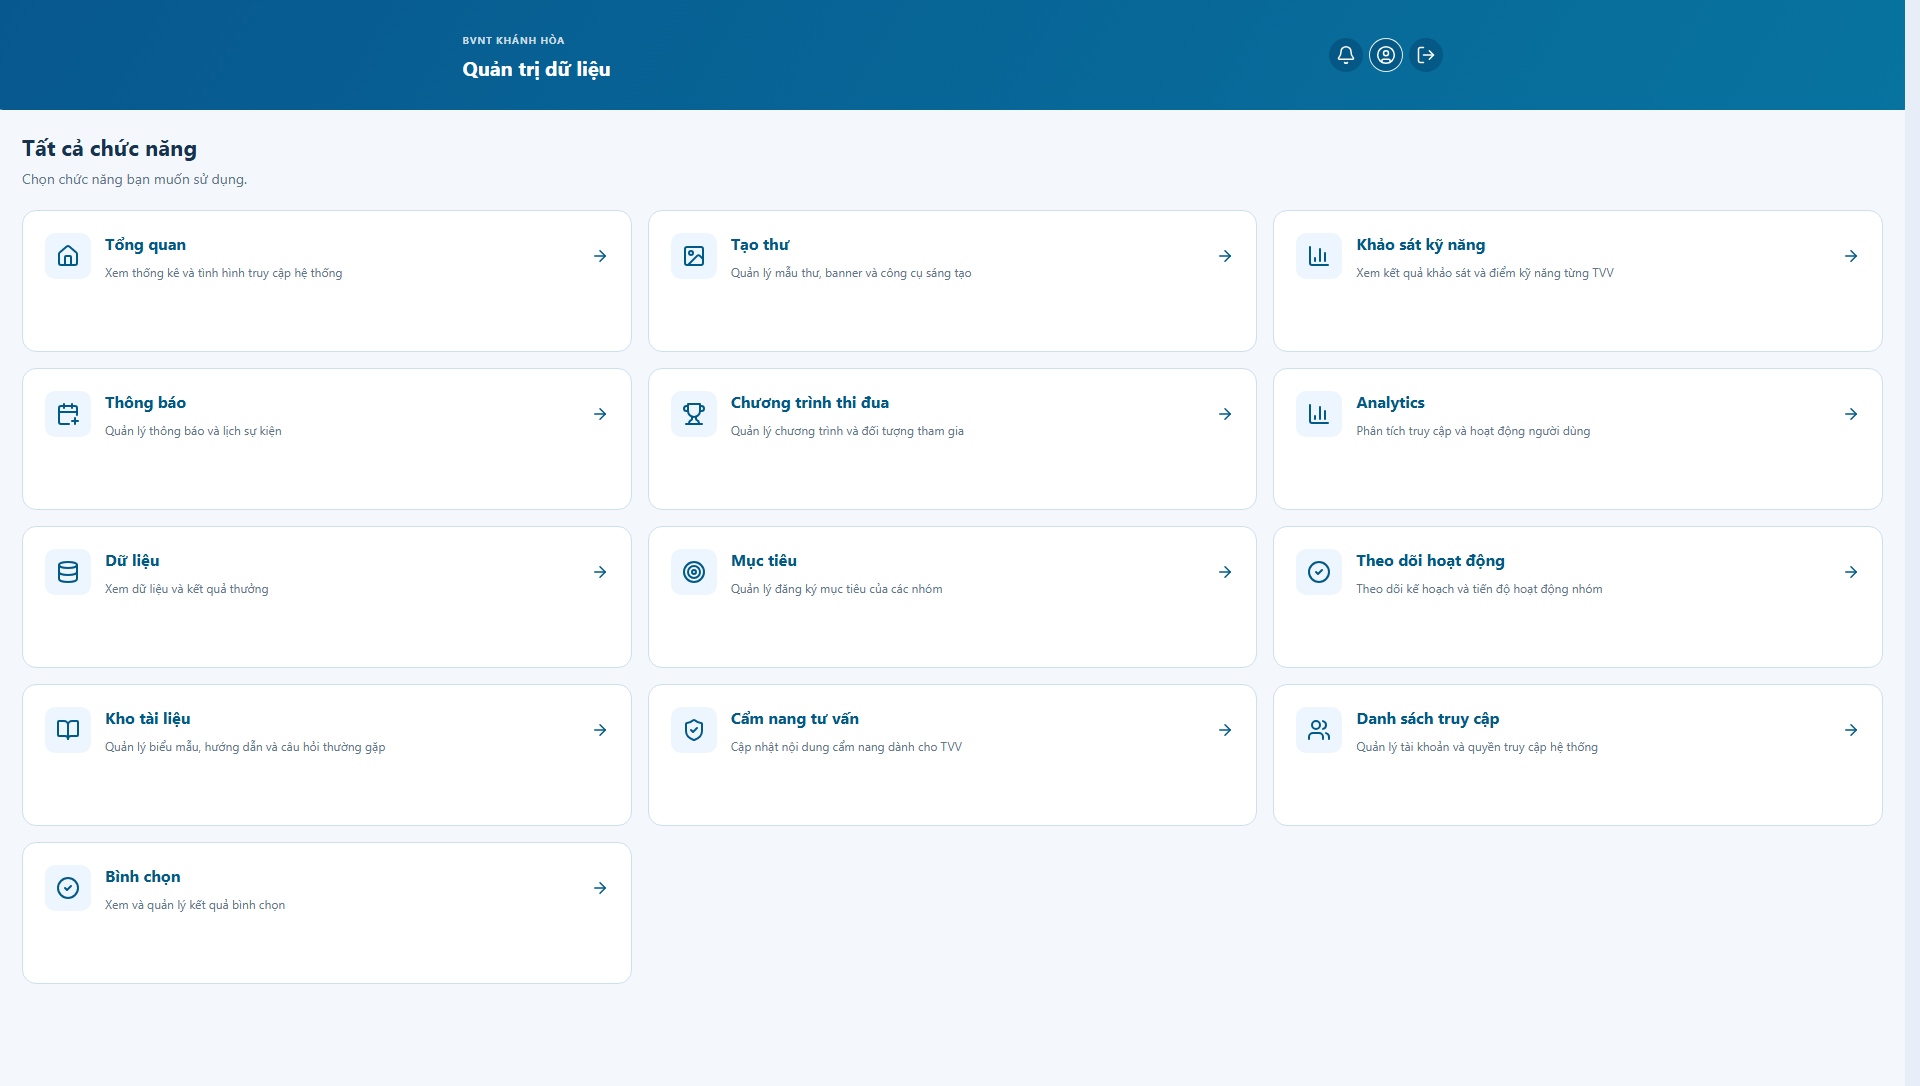 BVNT KHÁNH HÒA
Quản trị dữ liệu
Tất cả chức năng
Chọn chức năng bạn muốn sử dụng.
Tổng quan
Xem thống kê và tình hình truy cập hệ thống
Tạo thư
Quản lý mẫu thư, banner và công cụ sáng tạo
Khảo sát kỹ năng
Xem kết quả khảo sát và điểm kỹ năng từng TVV
Thông báo
Quản lý thông báo và lịch sự kiện
Chương trình thi đua
Quản lý chương trình và đối tượng tham gia
Analytics
Phân tích truy cập và hoạt động người dùng
Dữ liệu
Xem dữ liệu và kết quả thưởng
Mục tiêu
Quản lý đăng ký mục tiêu của các nhóm
Theo dõi hoạt động
Theo dõi kế hoạch và tiến độ hoạt động nhóm
Kho tài liệu
Quản lý biểu mẫu, hướng dẫn và câu hỏi thường gặp
Cẩm nang tư vấn
Cập nhật nội dung cẩm nang dành cho TVV
Danh sách truy cập
Quản lý tài khoản và quyền truy cập hệ thống
Bình chọn
Xem và quản lý kết quả bình chọn